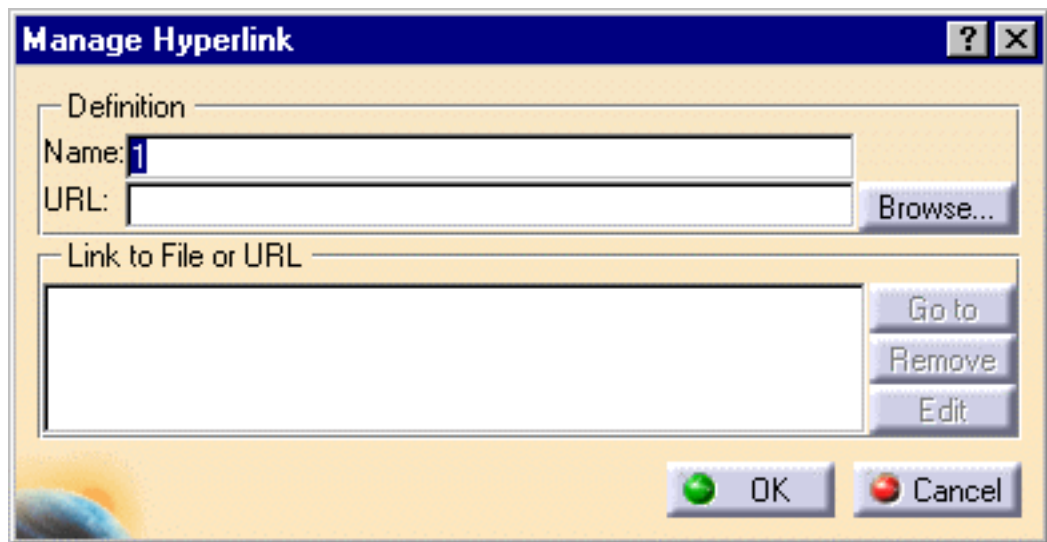 Manage Hyperlink
Definition
Name: 1
URL:
Browse...
Link to File or URL
Go to
Remove
Edit
OK
Cancel